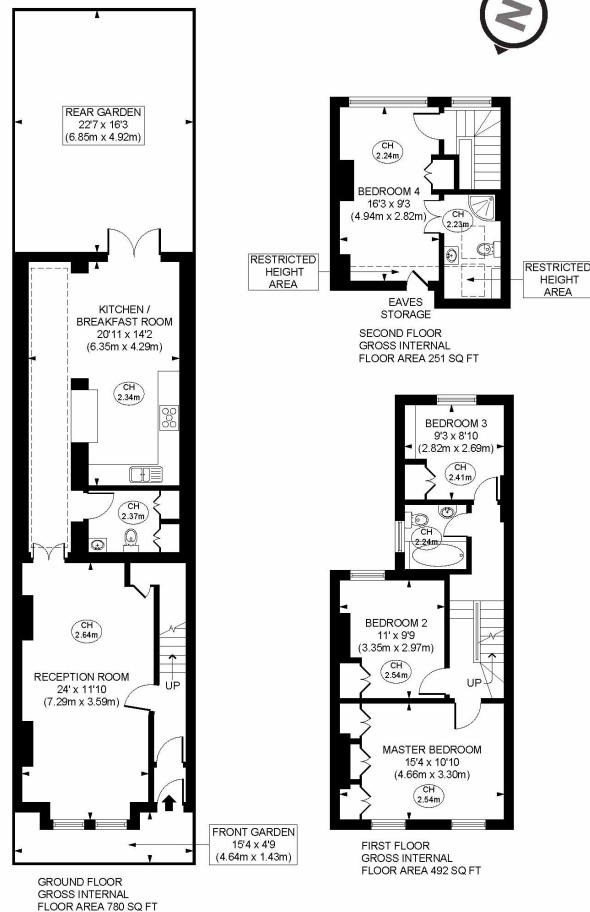 N
REAR GARDEN
22'7 x 16'3
(6.85m x 4.92m)
KITCHEN /
BREAKFAST ROOM
20'11 x 14'2
(6.35m x 4.29m)
CH
2.34m
CH
2.37m
CH
2.64m
RECEPTION ROOM
24' x 11'10
(7.29m x 3.59m)
UP
FRONT GARDEN
15'4 x 4'9
(4.64m x 1.43m)
GROUND FLOOR
GROSS INTERNAL
FLOOR AREA 780 SQ FT
CH
2.24m
BEDROOM 4
16'3 x 9'3
(4.94m x 2.82m)
CH
2.23m
RESTRICTED
HEIGHT
AREA
RESTRICTED
HEIGHT
AREA
EAVES
STORAGE
SECOND FLOOR
GROSS INTERNAL
FLOOR AREA 251 SQ FT
BEDROOM 3
9'3 x 8'10
(2.82m x 2.69m)
CH
2.41m
CH
2.24m
BEDROOM 2
11' x 9'9
(3.35m x 2.97m)
CH
2.54m
UP
MASTER BEDROOM
15'4 x 10'10
(4.66m x 3.30m)
CH
2.54m
FIRST FLOOR
GROSS INTERNAL
FLOOR AREA 492 SQ FT